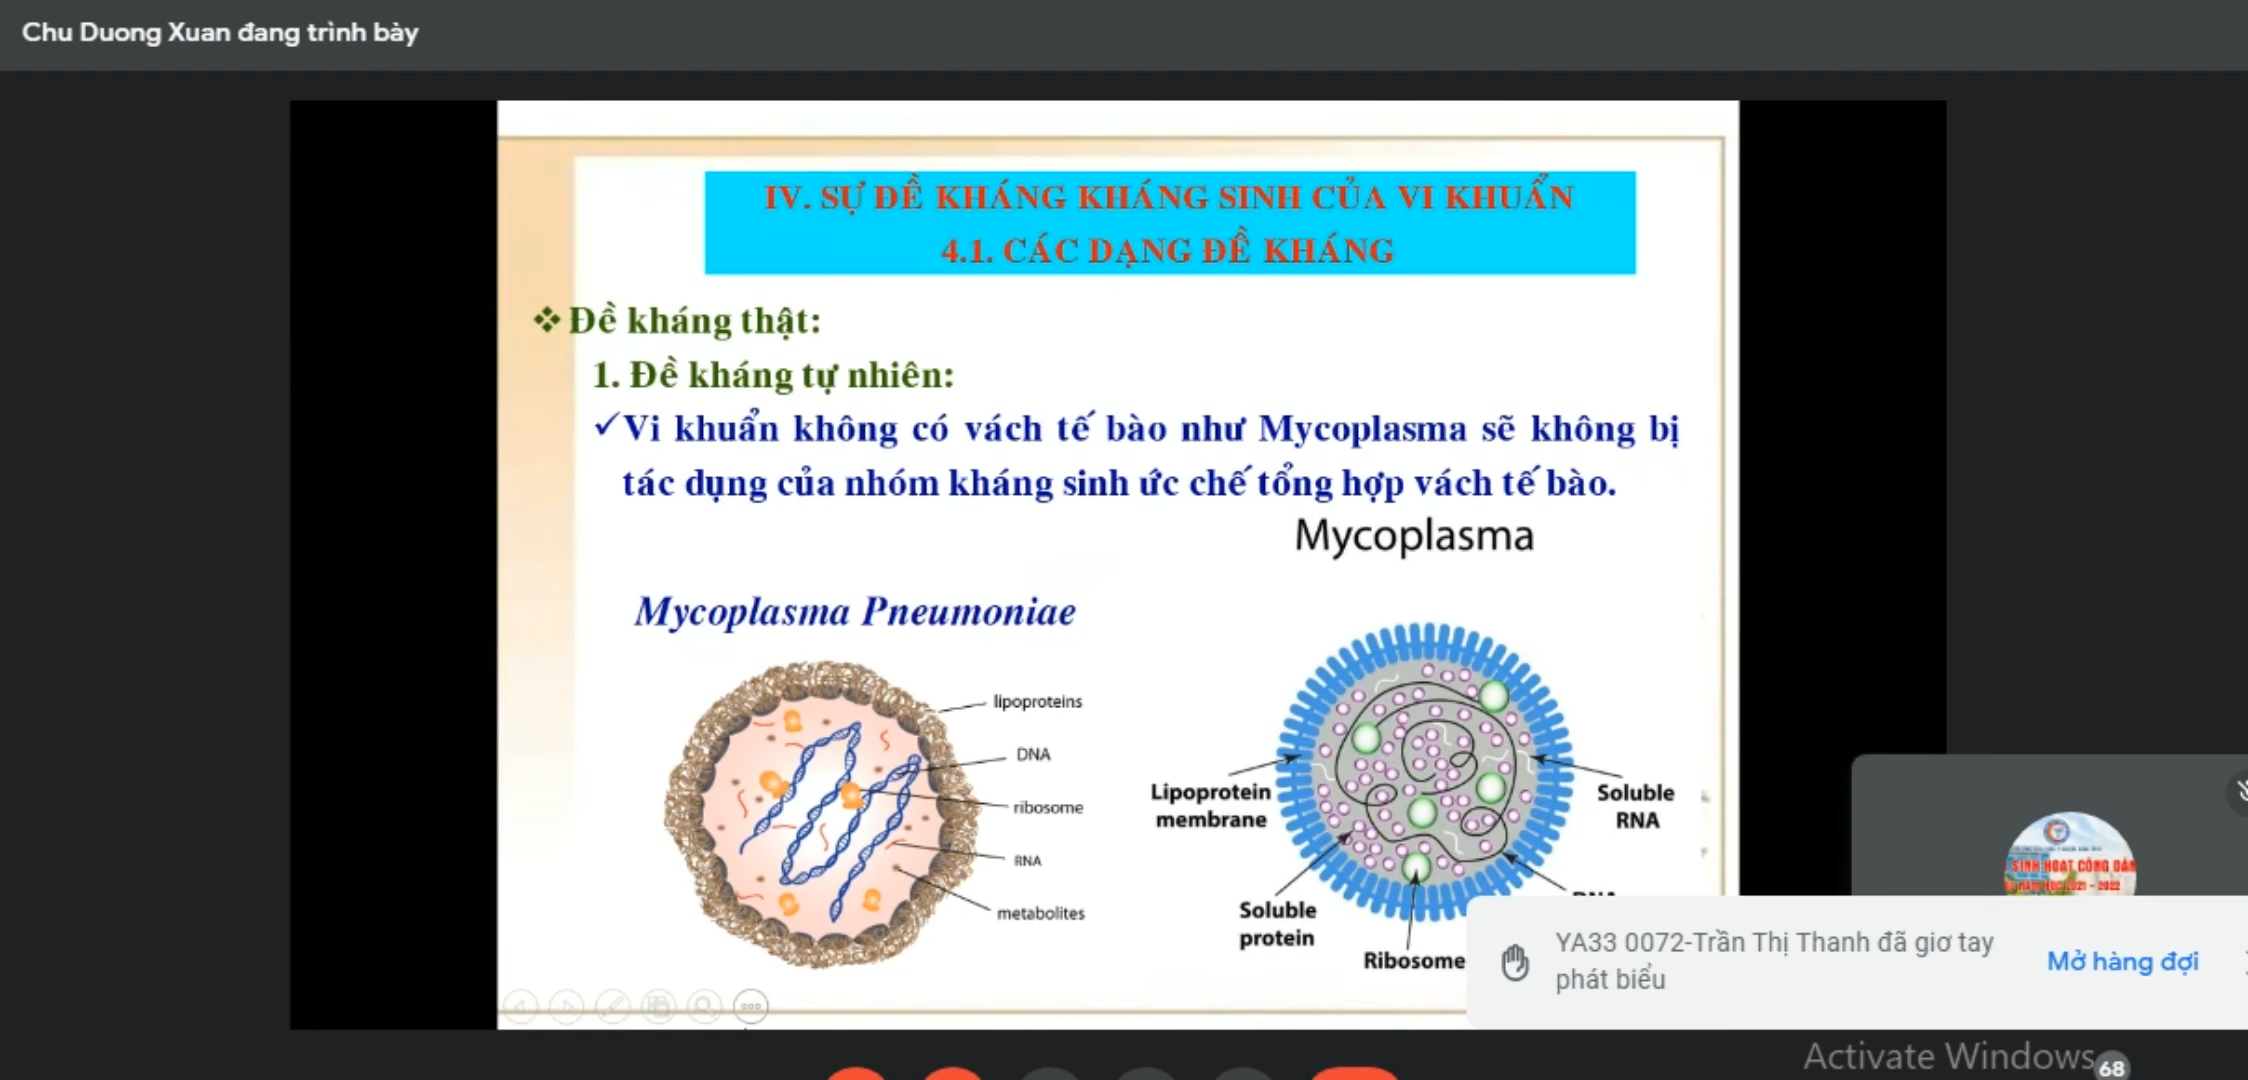 Chu Duong Xuan đang trình bày
IV. SỰ ĐỀ KHÁNG KHÁNG SINH CỦA VI KHUẨN
4.1. CÁC DẠNG ĐỀ KHÁNG
❖ Đề kháng thật:
1. Đề kháng tự nhiên:
✓Vi khuẩn không có vách tế bào như Mycoplasma sẽ không bị
tác dụng của nhóm kháng sinh ức chế tổng hợp vách tế bào.
Mycoplasma
Mycoplasma Pneumoniae
lipoproteins
DNA
ribosome
RNA
metabolites
Lipoprotein
membrane
Soluble
RNA
Soluble
protein
Ribosome
SINH HOẠT CÔNG DÂN
YA33 0072-Trần Thị Thanh đã giơ tay
phát biểu
Mở hàng đợi
Activate Windows
68